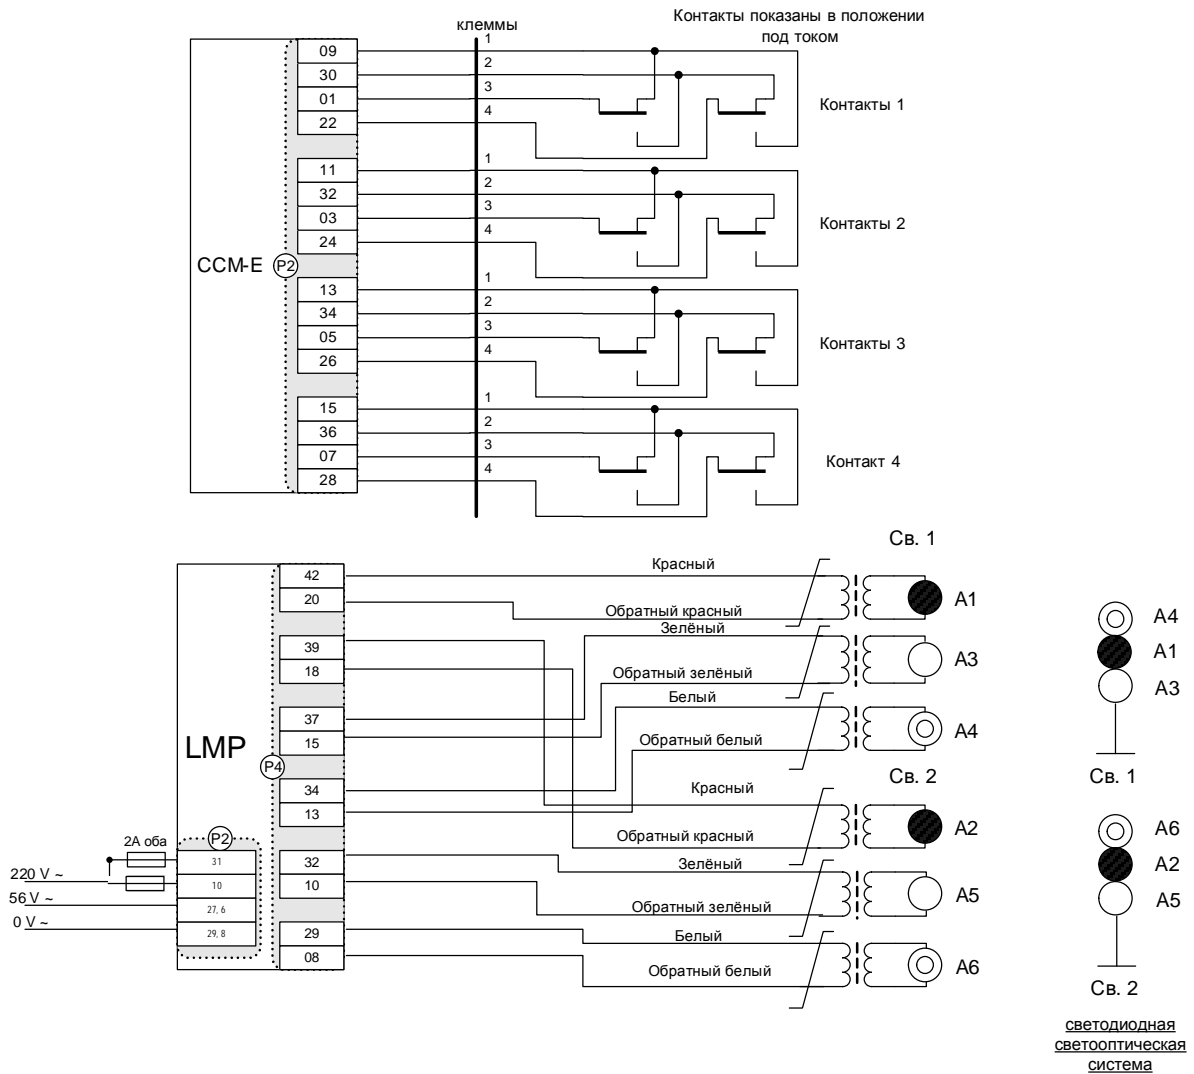 Контакты показаны в положении
под током
клеммы
CCM-E
P2
09
30
01
22
1
2
3
4
Контакты 1
11
32
03
24
1
2
3
4
Контакты 2
13
34
05
26
1
2
3
4
Контакты 3
15
36
07
28
1
2
3
4
Контакт 4
LMP
P4
42
20
39
18
37
15
34
13
32
10
29
08
P2
31
10
27, 6
29, 8
2А оба
220 V ~
56 V ~
0 V ~
Св. 1
Красный
Обратный красный
A1
Зелёный
Обратный зелёный
A3
Белый
Обратный белый
A4
Св. 2
Красный
Обратный красный
A2
Зелёный
Обратный зелёный
A5
Белый
Обратный белый
A6
A4
A1
A3
Св. 1
A6
A2
A5
Св. 2
светодиодная
светооптическая
система